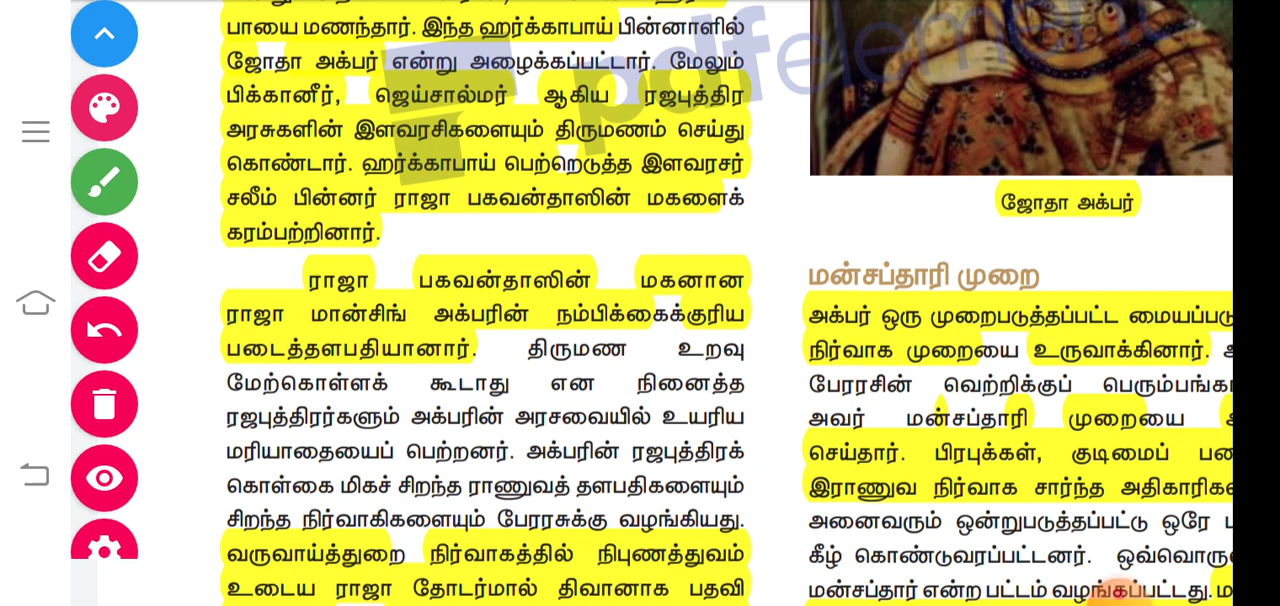 பாயை மணந்தார். இந்த ஹர்க்காபாய் பின்னாளில்
ஜோதா அக்பர் என்று அழைக்கப்பட்டார். மேலும்
பிக்கானீர், ஜெய்சால்மர் ஆகிய ரஜபுத்திர
அரசுகளின் இளவரசிகளையும் திருமணம் செய்து
கொண்டார். ஹர்க்காபாய் பெற்றெடுத்த இளவரசர்
சலீம் பின்னர் ராஜா பகவன்தாஸின் மகளைக்
கரம்பற்றினார்.
ராஜா பகவன்தாஸின் மகனான
ராஜா மான்சிங் அக்பரின் நம்பிக்கைக்குரிய
படைத்தளபதியானார். திருமண உறவு
மேற்கொள்ளக் கூடாது என நினைத்த
ரஜபுத்திரர்களும் அக்பரின் அரசவையில் உயரிய
மரியாதையைப் பெற்றனர். அக்பரின் ரஜபுத்திரக்
கொள்கை மிகச் சிறந்த ராணுவத் தளபதிகளையும்
சிறந்த நிர்வாகிகளையும் பேரரசுக்கு வழங்கியது.
வருவாய்த்துறை நிர்வாகத்தில் நிபுணத்துவம்
உடைய ராஜா தோடர்மால் திவானாக பதவி
pdfelement
ஜோதா அக்பர்
மன்சப்தாரி முறை
அக்பர் ஒரு முறைபடுத்தப்பட்ட
நிர்வாக முறையை உருவாக்கினார்.
பேரரசின் வெற்றிக்குப்
அவர் மன்சப்தாரி முறையை
செய்தார். பிரபுக்கள், குடிமைப்
இராணுவ நிர்வாக சார்ந்த
அனைவரும் ஒன்றுபடுத்தப்பட்டு ஒரே
கீழ் கொண்டுவரப்பட்டனர்.
மன்சப்தார் என்ற பட்டம் வழங்கப்பட்டது.